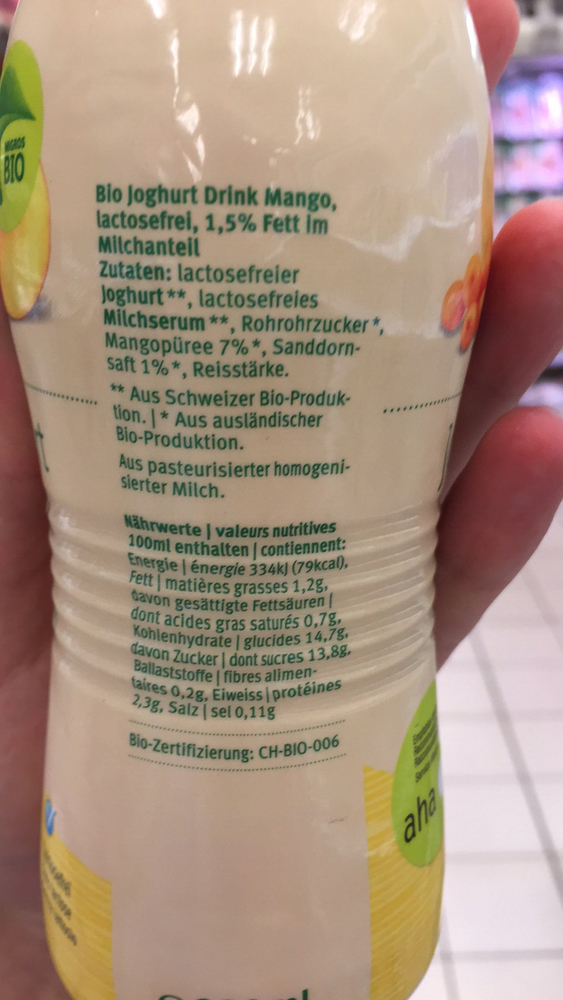 MIGROS
BIO
Bio Joghurt Drink Mango,
lactosefrei, 1,5% Fett im
Milchanteil
Zutaten: lactosefreier
Joghurt**, lactosefreies
Milchserum**, Rohrohrzucker*,
Mangopüree 7%*, Sanddorn-
saft 1%*, Reisstärke.
** Aus Schweizer Bio-Produk-
tion. | * Aus ausländischer
Bio-Produktion.
Aus pasteurisierter homogeni-
sierter Milch.
Nährwerte | valeurs nutritives
100ml enthalten | contiennent:
Energie | énergie 334kJ (79kcal),
Fett | matières grasses 1,2g,
davon gesättigte Fettsäuren |
dont acides gras saturés 0,7g,
Kohlenhydrate | glucides 14,7g,
davon Zucker | dont sucres 13,8g,
Ballaststoffe | fibres alimen-
taires 0,2g, Eiweiss | protéines
2,3g, Salz | sel 0,11g
Bio-Zertifizierung: CH-BIO-006
aha